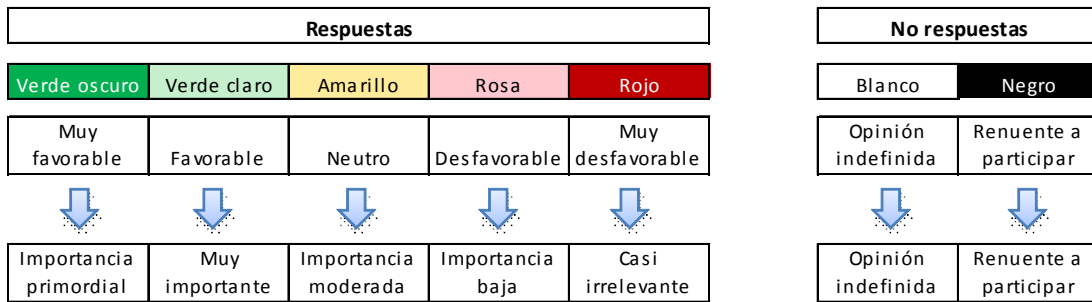 Respuestas No respuestas
Verde oscuro Verde claro Amarillo Rosa Rojo Blanco Negro
Muy Muy Opinión Renuente a
favorable Favorable Neutro Desfavorable desfavorable indefinida participar
Importancia Muy Importancia Importancia Casi Opinión Renuente a
primordial importante moderada baja irrelevante indefinida participar